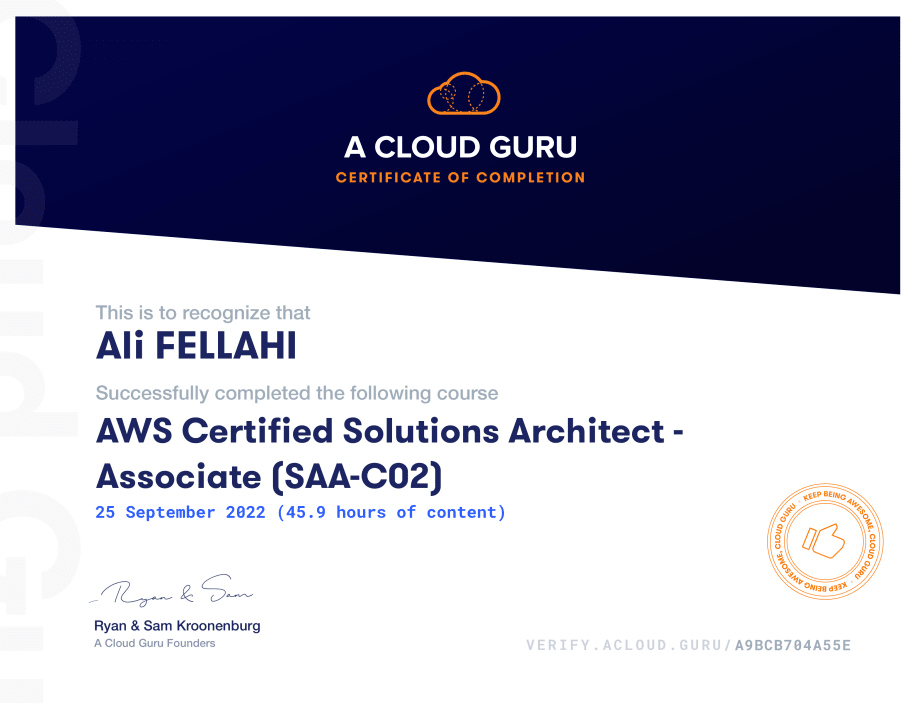 A CLOUD GURU
CERTIFICATE OF COMPLETION
This is to recognize that
Ali FELLAHI
Successfully completed the following course
AWS Certified Solutions Architect -
Associate (SAA-C02)
25 September 2022 (45.9 hours of content)
KEEP BEING AWESOME, CLOUD GURU · KEEP BEING AWESOME, CLOUD GURU ·
Ryan & Sam
Ryan & Sam Kroonenburg
A Cloud Guru Founders
VERIFY.ACLOUD.GURU/A9BCB704A55E
Cloud Gu